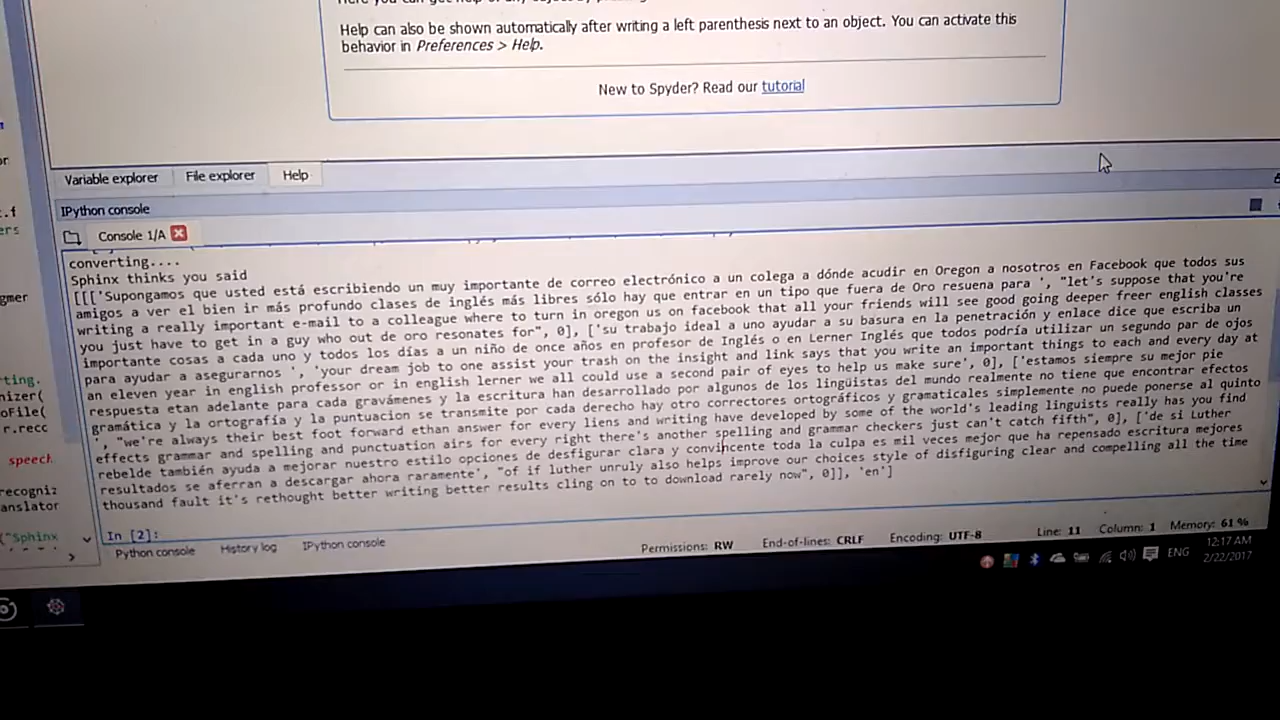 Help can also be shown automatically after writing a left parenthesis next to an object. You can activate this
behavior in Preferences > Help.
New to Spyder? Read our tutorial
Variable explorer
File explorer
Help
IPython console
Console 1/A
converting....
Sphinx thinks you said
[[['Supongamos que usted está escribiendo un muy importante de correo electrónico a un colega a dónde acudir en Oregon a nosotros en Facebook que todos sus
amigos a ver el bien ir más profundo clases de inglés más libres sólo hay que entrar en un tipo que fuera de Oro resuena para ', "let's suppose that you're
writing a really important e-mail to a colleague where to turn in oregon us on facebook that all your friends will see good going deeper freer english classes
you just have to get in a guy who out de oro resonates for", 0], ['su trabajo ideal a uno ayudar a su basura en la penetración y enlace dice que escriba un
importante cosas a cada uno y todos los días a un niño de once años en profesor de Inglés o en Lerner Inglés que todos podría utilizar un segundo par de ojos
para ayudar a asegurarnos ', 'your dream job to one assist your trash on the insight and link says that you write an important things to each and every day at
an eleven year in english professor or in english lerner we all could use a second pair of eyes to help us make sure', 0], ['estamos siempre su mejor pie
respuesta etan adelante para cada gravámenes y la escritura han desarrollado por algunos de los lingüistas del mundo realmente no tiene que encontrar efectos
gramática y la ortografía y la puntuacion se transmite por cada derecho hay otro correctores ortográficos y gramaticales simplemente no puede ponerse al quinto
', "we're always their best foot forward ethan answer for every liens and writing have developed by some of the world's leading linguists really has you find
effects grammar and spelling and punctuation airs for every right there's another spelling and grammar checkers just can't catch fifth", 0], ['de si Luther
rebelde también ayuda a mejorar nuestro estilo opciones de desfigurar clara y convincente toda la culpa es mil veces mejor que ha repensado escritura mejores
resultados se aferran a descargar ahora raramente', "of if luther unruly also helps improve our choices style of disfiguring clear and compelling all the time
thousand fault it's rethought better writing better results cling on to to download rarely now", 0]], 'en']
In [2]:
Python console
History log
IPython console
Permissions: RW
End-of-lines: CRLF
Encoding: UTF-8
Line: 11
Column: 1
Memory: 61 %
ENG
12:17 AM
2/22/2017
ers
gmer
ting.
nizer(
oFile(
r.recc
speech
recogniz
anslator
("Sphinx